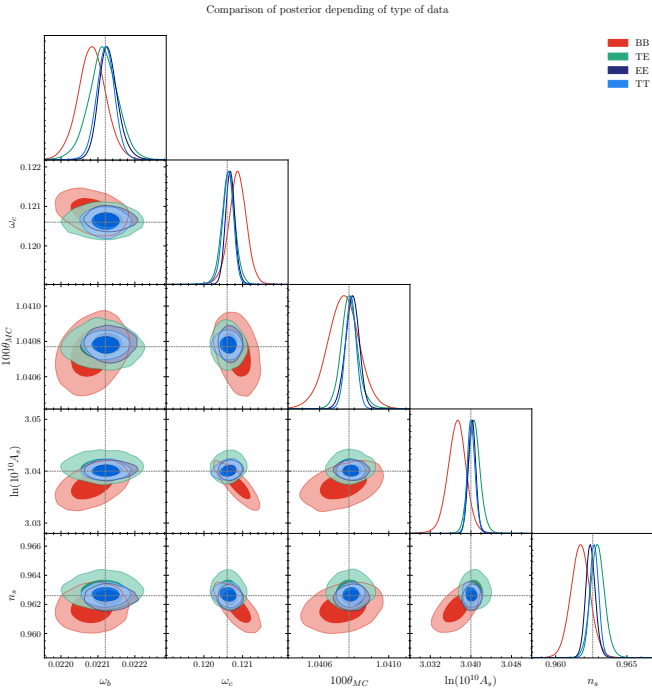 Comparison of posterior depending of type of data
BB
TE
EE
TT
0.122
0.121
0.120
ω_c
1.0410
1.0408
1.0406
100θ_MC
3.05
3.04
3.03
ln(10^10 A_s)
0.966
0.964
0.962
0.960
n_s
0.0220 0.0221 0.0222
0.120 0.121
1.0406 1.0410
3.032 3.040 3.048
0.960 0.965
ω_b
ω_c
100θ_MC
ln(10^10 A_s)
n_s